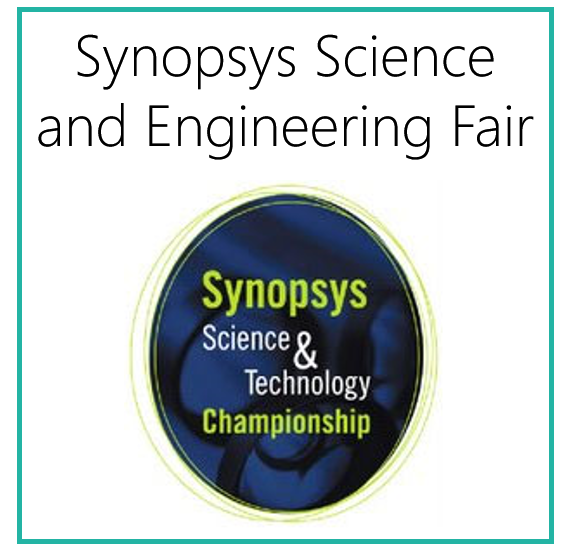 Synopsys Science
and Engineering Fair
Synopsys
Science &
Technology
Championship